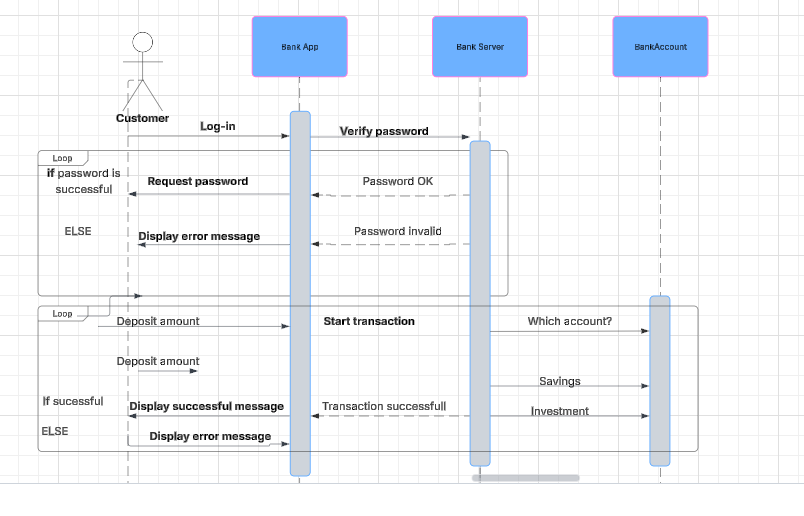 Bank App
Bank Server
BankAccount
Customer
Log-in
Verify password
Loop
if password is
successful
Request password
Password OK
ELSE
Display error message
Password invalid
Loop
Deposit amount
Start transaction
Which account?
Deposit amount
Savings
If sucessful
Display successful message
Transaction successfull
Investment
ELSE
Display error message